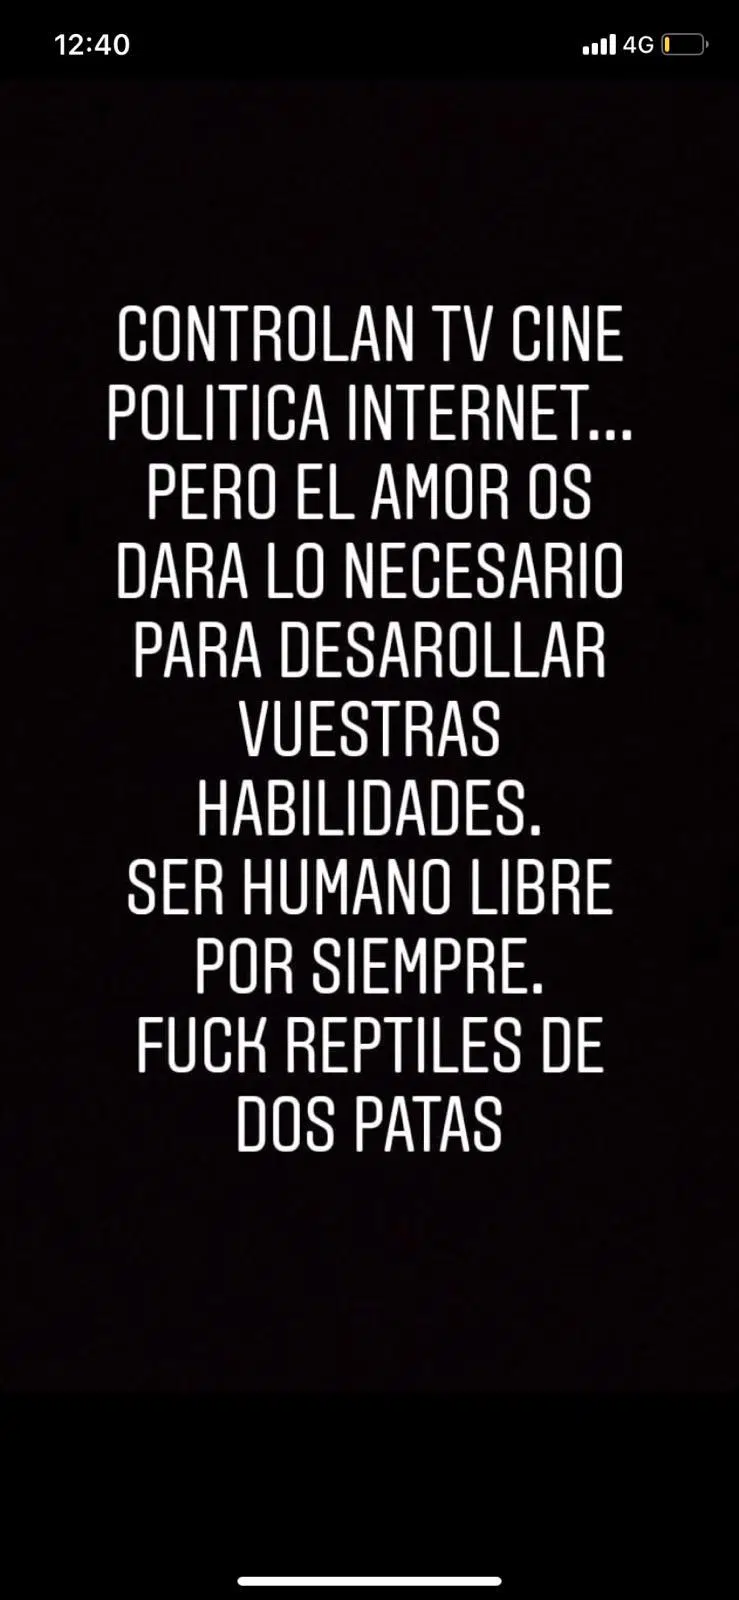 12:40 4G
CONTROLAN TV CINE
POLITICA INTERNET...
PERO EL AMOR OS
DARA LO NECESARIO
PARA DESAROLLAR
VUESTRAS
HABILIDADES.
SER HUMANO LIBRE
POR SIEMPRE.
FUCK REPTILES DE
DOS PATAS